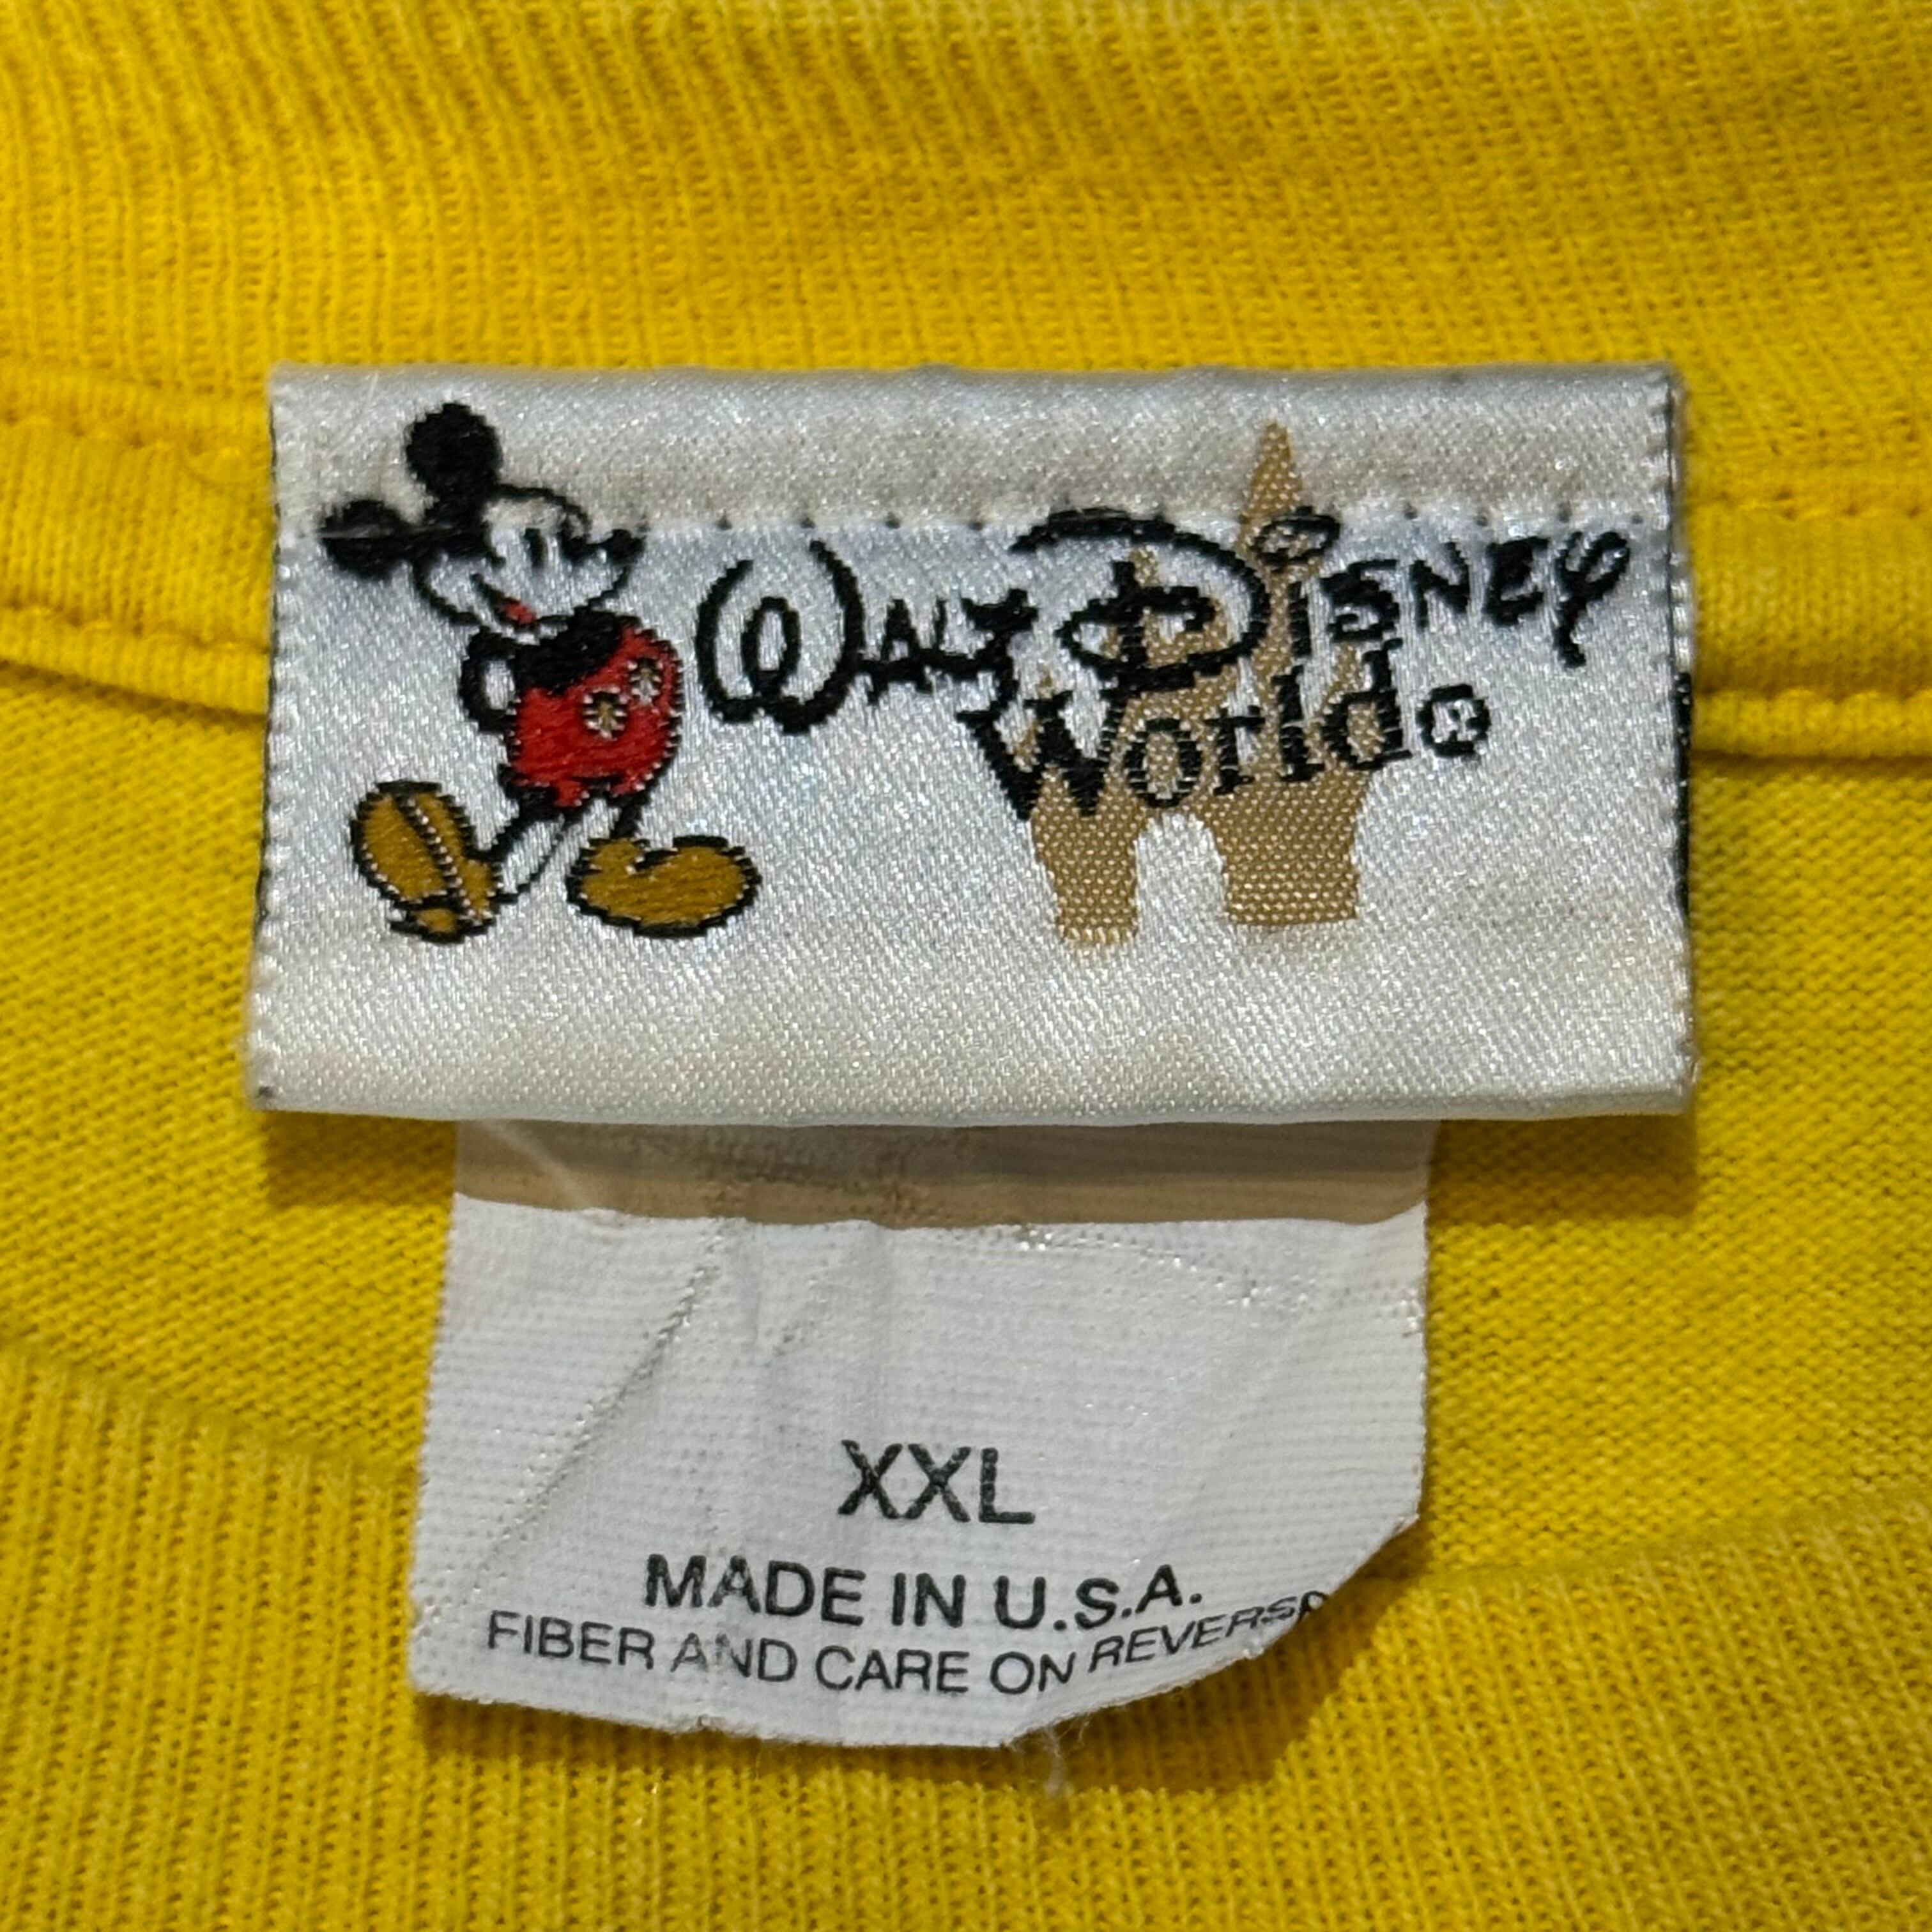 Walt Disney
World®
XXL
MADE IN U.S.A.
FIBER AND CARE ON REVERSE